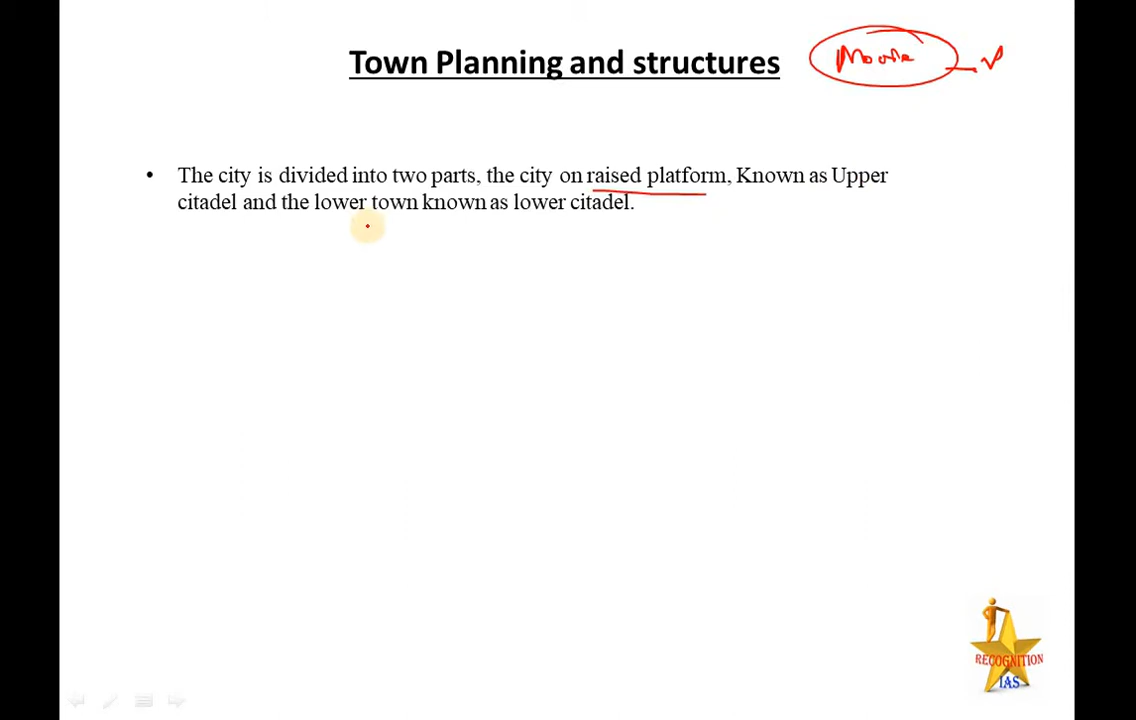 Town Planning and structures
• The city is divided into two parts, the city on raised platform, Known as Upper
citadel and the lower town known as lower citadel.
RECOGNITION
IAS